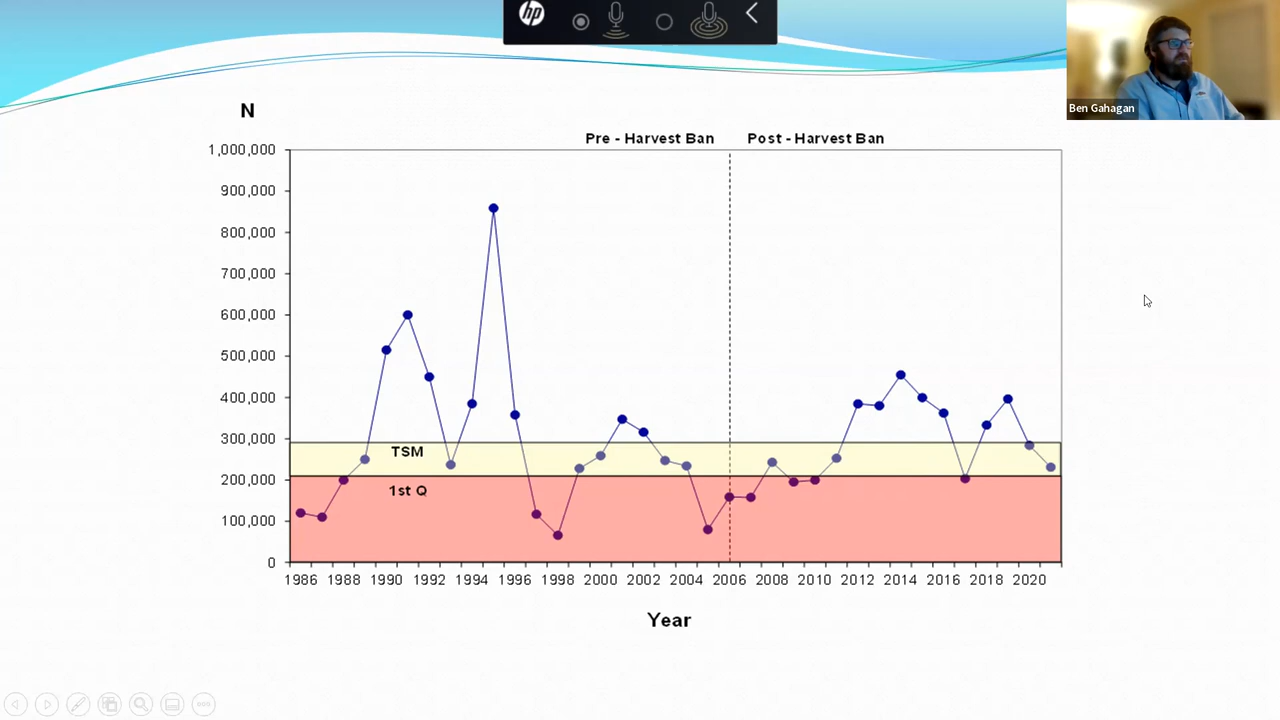 hp
Ben Gahagan
N
Pre - Harvest Ban Post - Harvest Ban
1,000,000
900,000
800,000
700,000
600,000
500,000
400,000
300,000
200,000
100,000
0
TSM
1st Q
1986 1988 1990 1992 1994 1996 1998 2000 2002 2004 2006 2008 2010 2012 2014 2016 2018 2020
Year